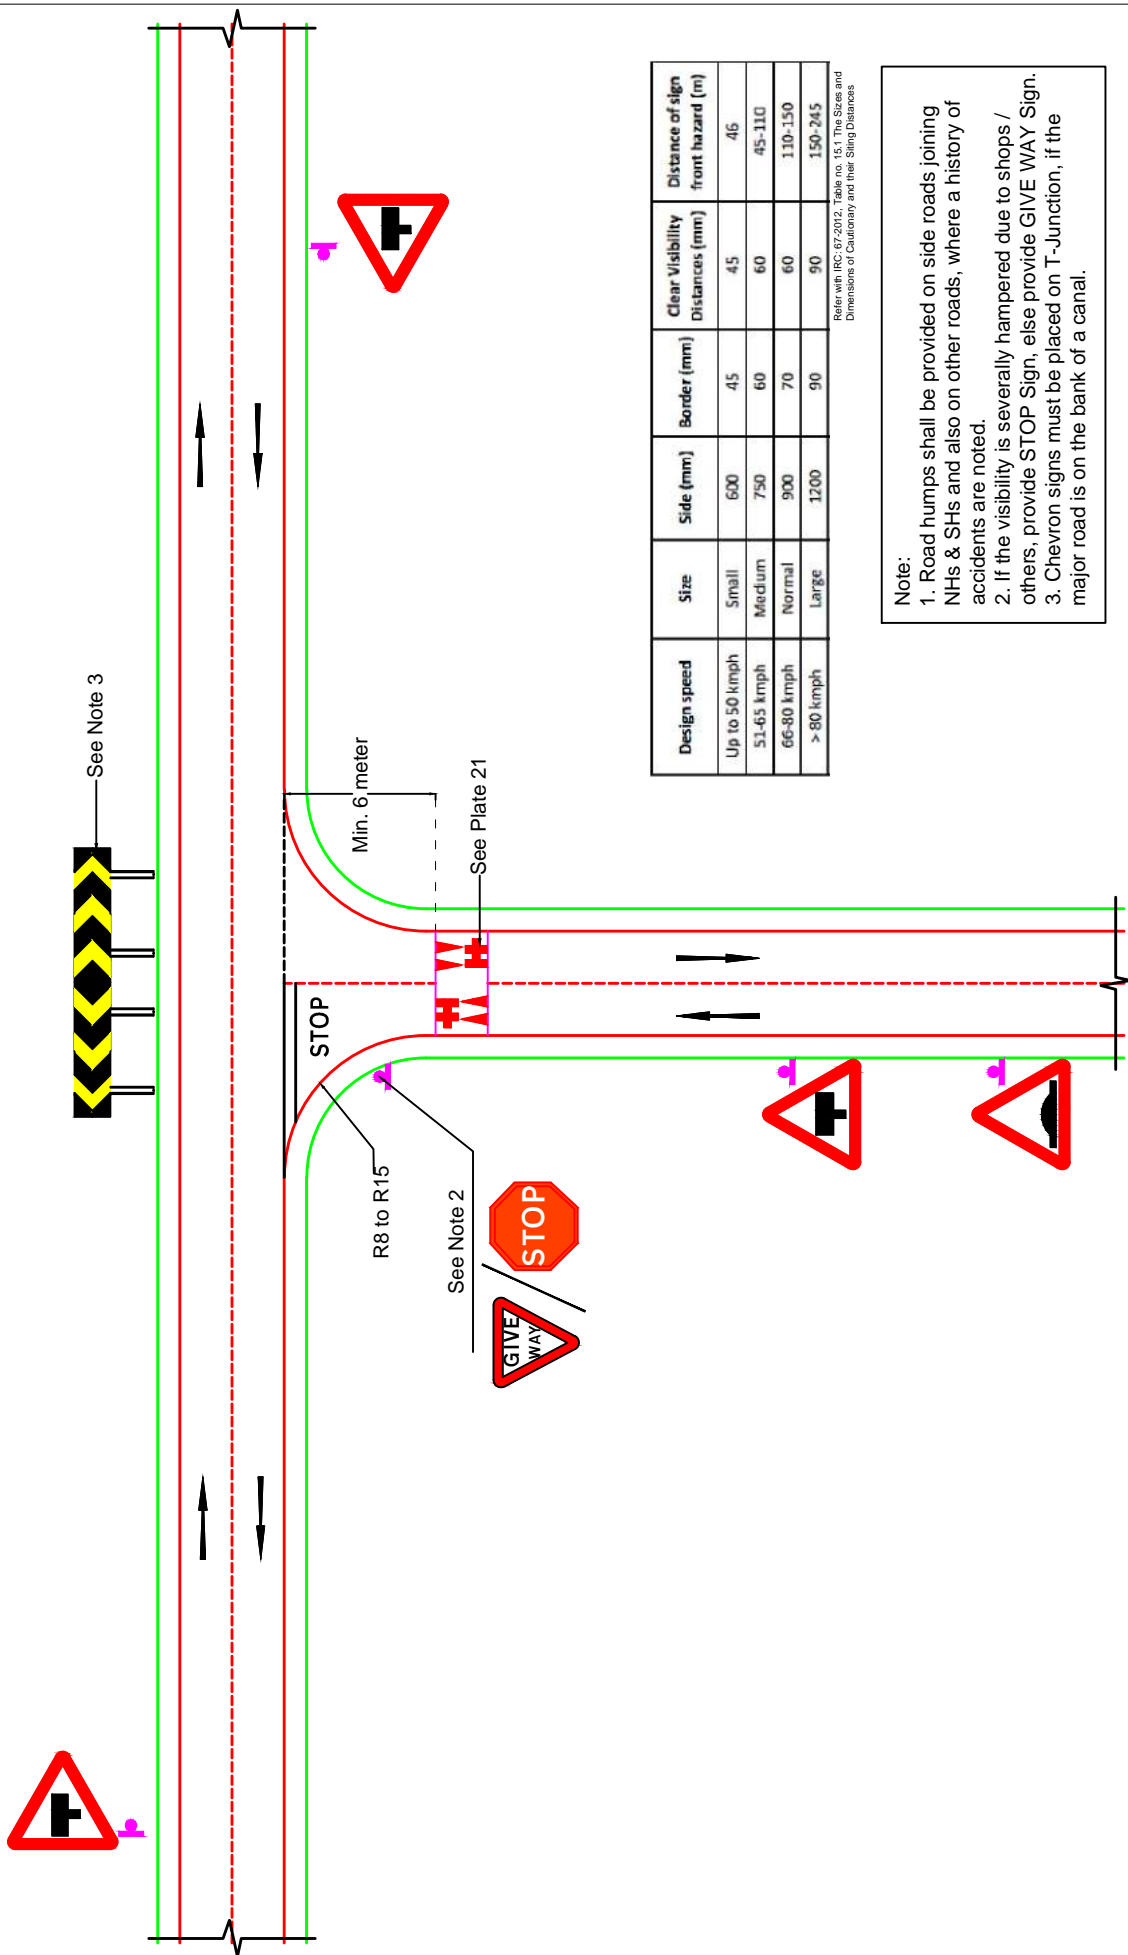 See Note 3
Min. 6 meter
See Plate 21
STOP
R8 to R15
See Note 2
GIVE
WAY
STOP
Design speed Size Side (mm) Border (mm) Clear Visibility Distances (mm) Distance of sign front hazard (m)
Up to 50 kmph Small 600 45 45 46
51-65 kmph Medium 750 60 60 45-110
66-80 kmph Normal 900 70 60 110-150
> 80 kmph Large 1200 90 90 150-245
Refer with IRC: 67-2012, Table no. 15.1 The Sizes and
Dimensions of Cautionary and their Siting Distances
Note:
1. Road humps shall be provided on side roads joining
NHs & SHs and also on other roads, where a history of
accidents are noted.
2. If the visibility is severally hampered due to shops /
others, provide STOP Sign, else provide GIVE WAY Sign.
3. Chevron signs must be placed on T-Junction, if the
major road is on the bank of a canal.